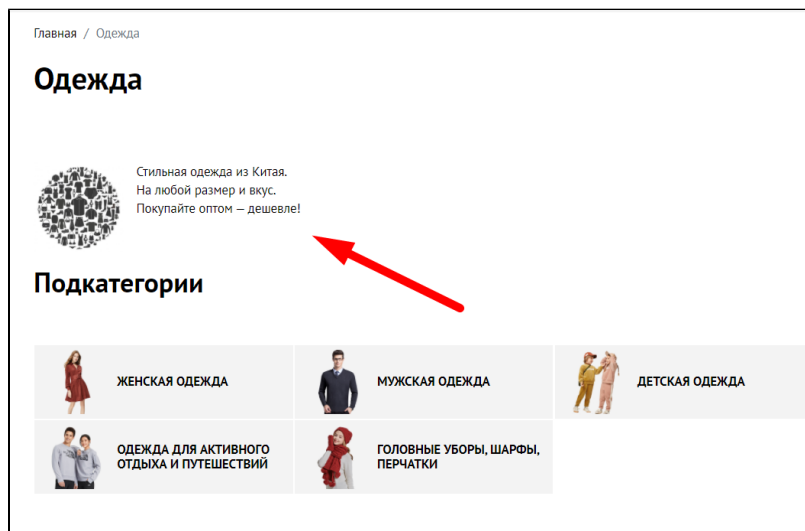 Главная / Одежда
Одежда
Стильная одежда из Китая.
На любой размер и вкус.
Покупайте оптом — дешевле!
Подкатегории
ЖЕНСКАЯ ОДЕЖДА
МУЖСКАЯ ОДЕЖДА
ДЕТСКАЯ ОДЕЖДА
ОДЕЖДА ДЛЯ АКТИВНОГО
ОТДЫХА И ПУТЕШЕСТВИЙ
ГОЛОВНЫЕ УБОРЫ, ШАРФЫ,
ПЕРЧАТКИ